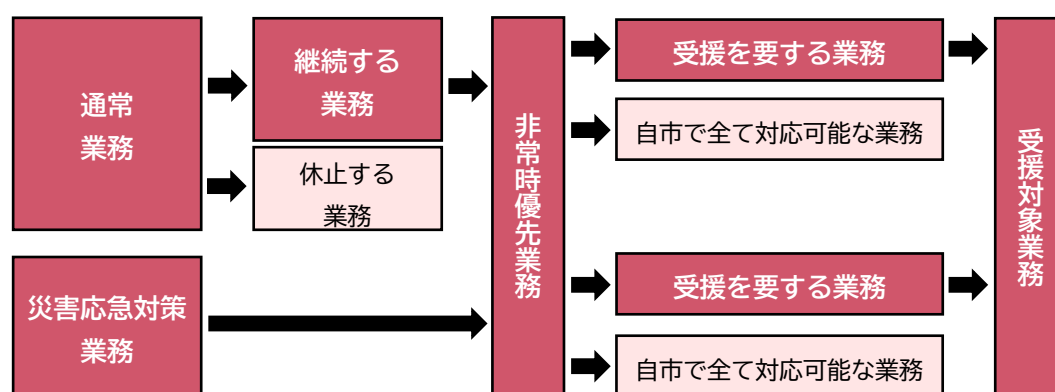 通常
業務
継続する
業務
休止する
業務
災害応急対策
業務
非常時優先業務
受援を要する業務
自市で全て対応可能な業務
受援を要する業務
自市で全て対応可能な業務
受援対象業務